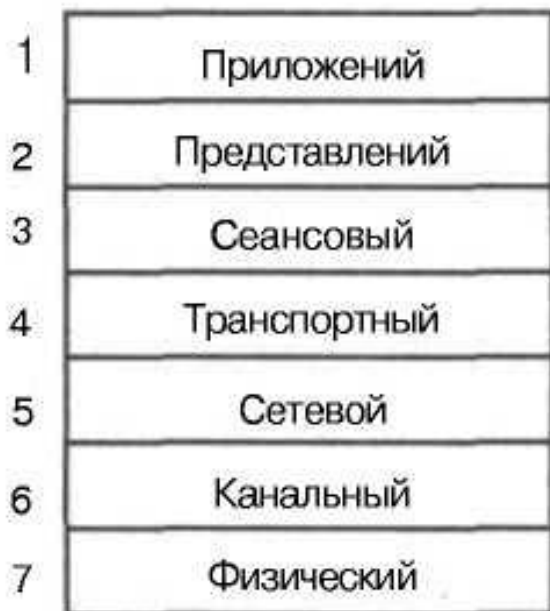 1 Приложений
2 Представлений
3 Сеансовый
4 Транспортный
5 Сетевой
6 Канальный
7 Физический